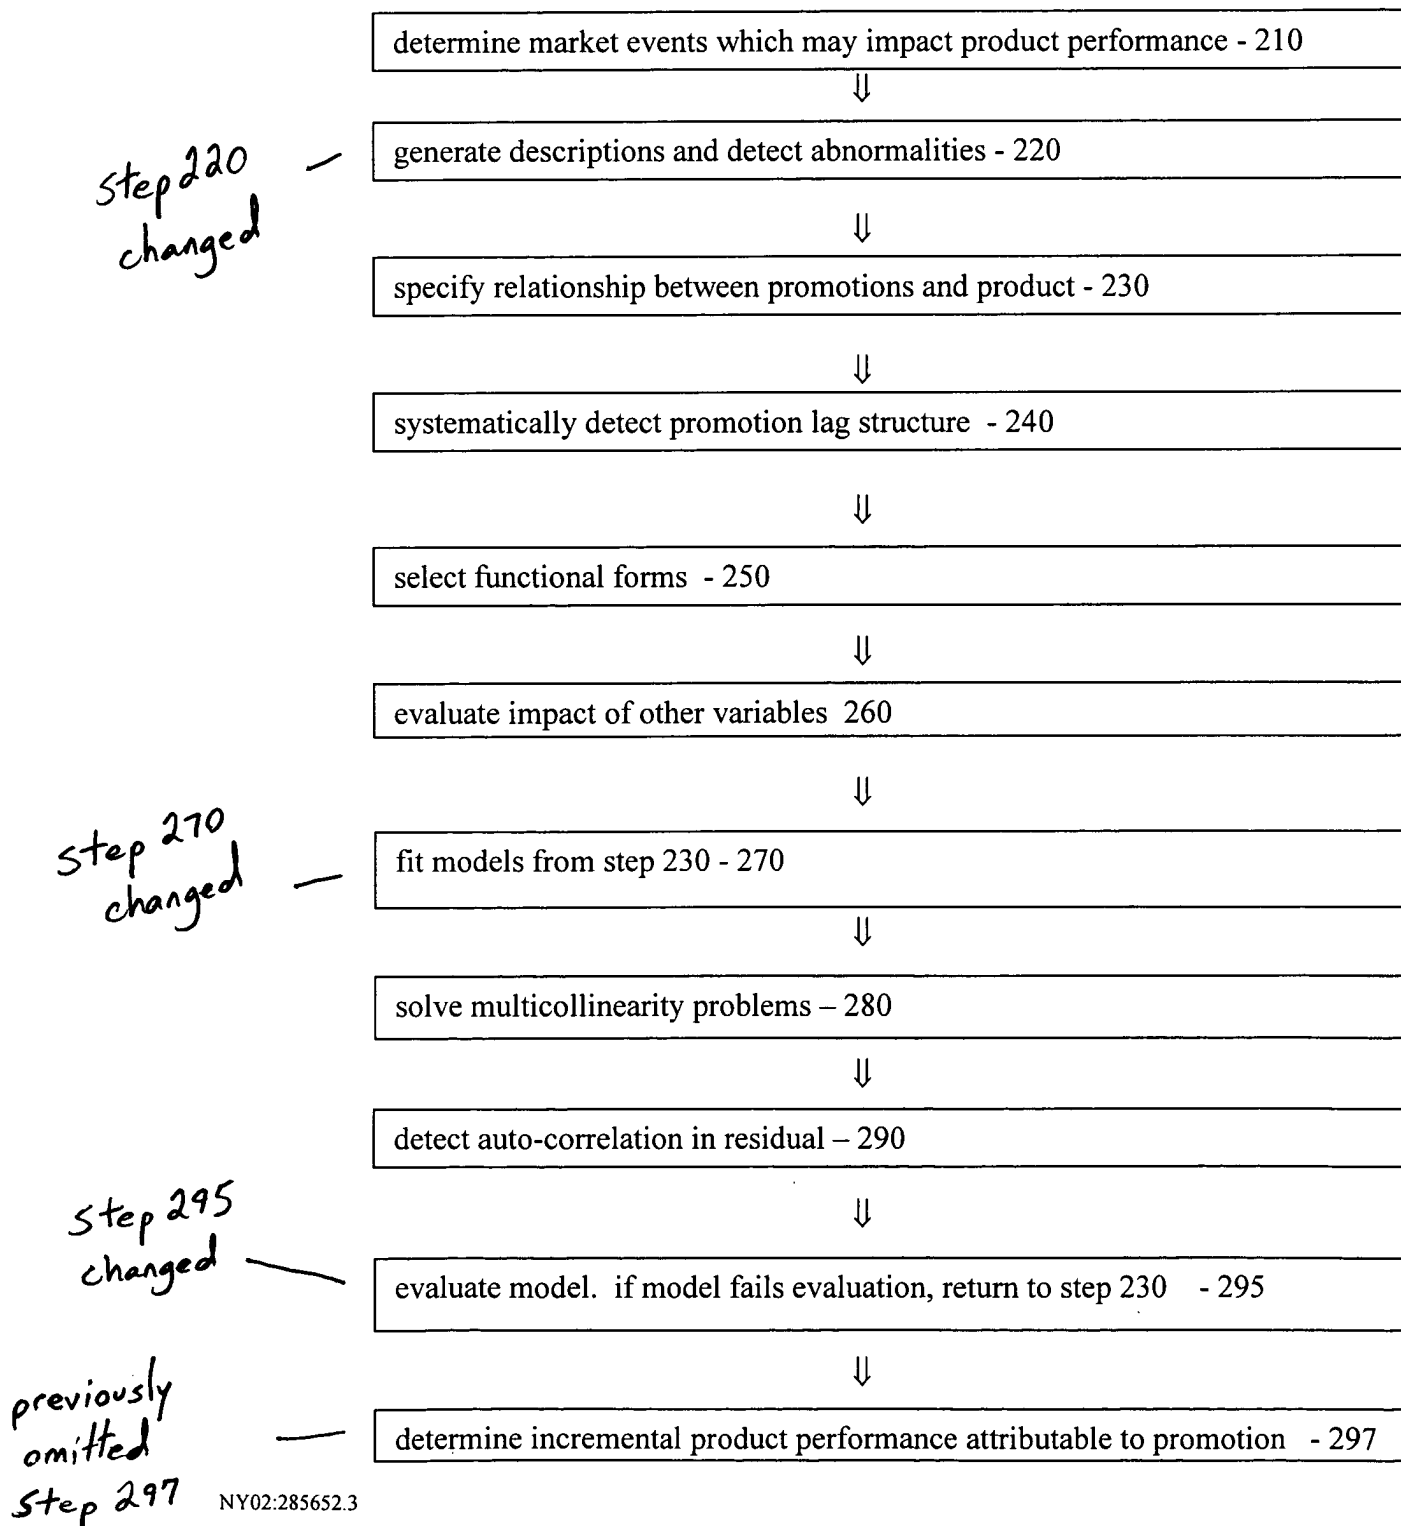 determine market events which may impact product performance - 210
⇓
step 220
changed
generate descriptions and detect abnormalities - 220
⇓
specify relationship between promotions and product - 230
⇓
systematically detect promotion lag structure - 240
⇓
select functional forms - 250
⇓
evaluate impact of other variables 260
⇓
step 270
changed
fit models from step 230 - 270
⇓
solve multicollinearity problems – 280
⇓
detect auto-correlation in residual – 290
⇓
step 295
changed
evaluate model. if model fails evaluation, return to step 230 - 295
⇓
previously
omitted
step 297
determine incremental product performance attributable to promotion - 297
NY02:285652.3